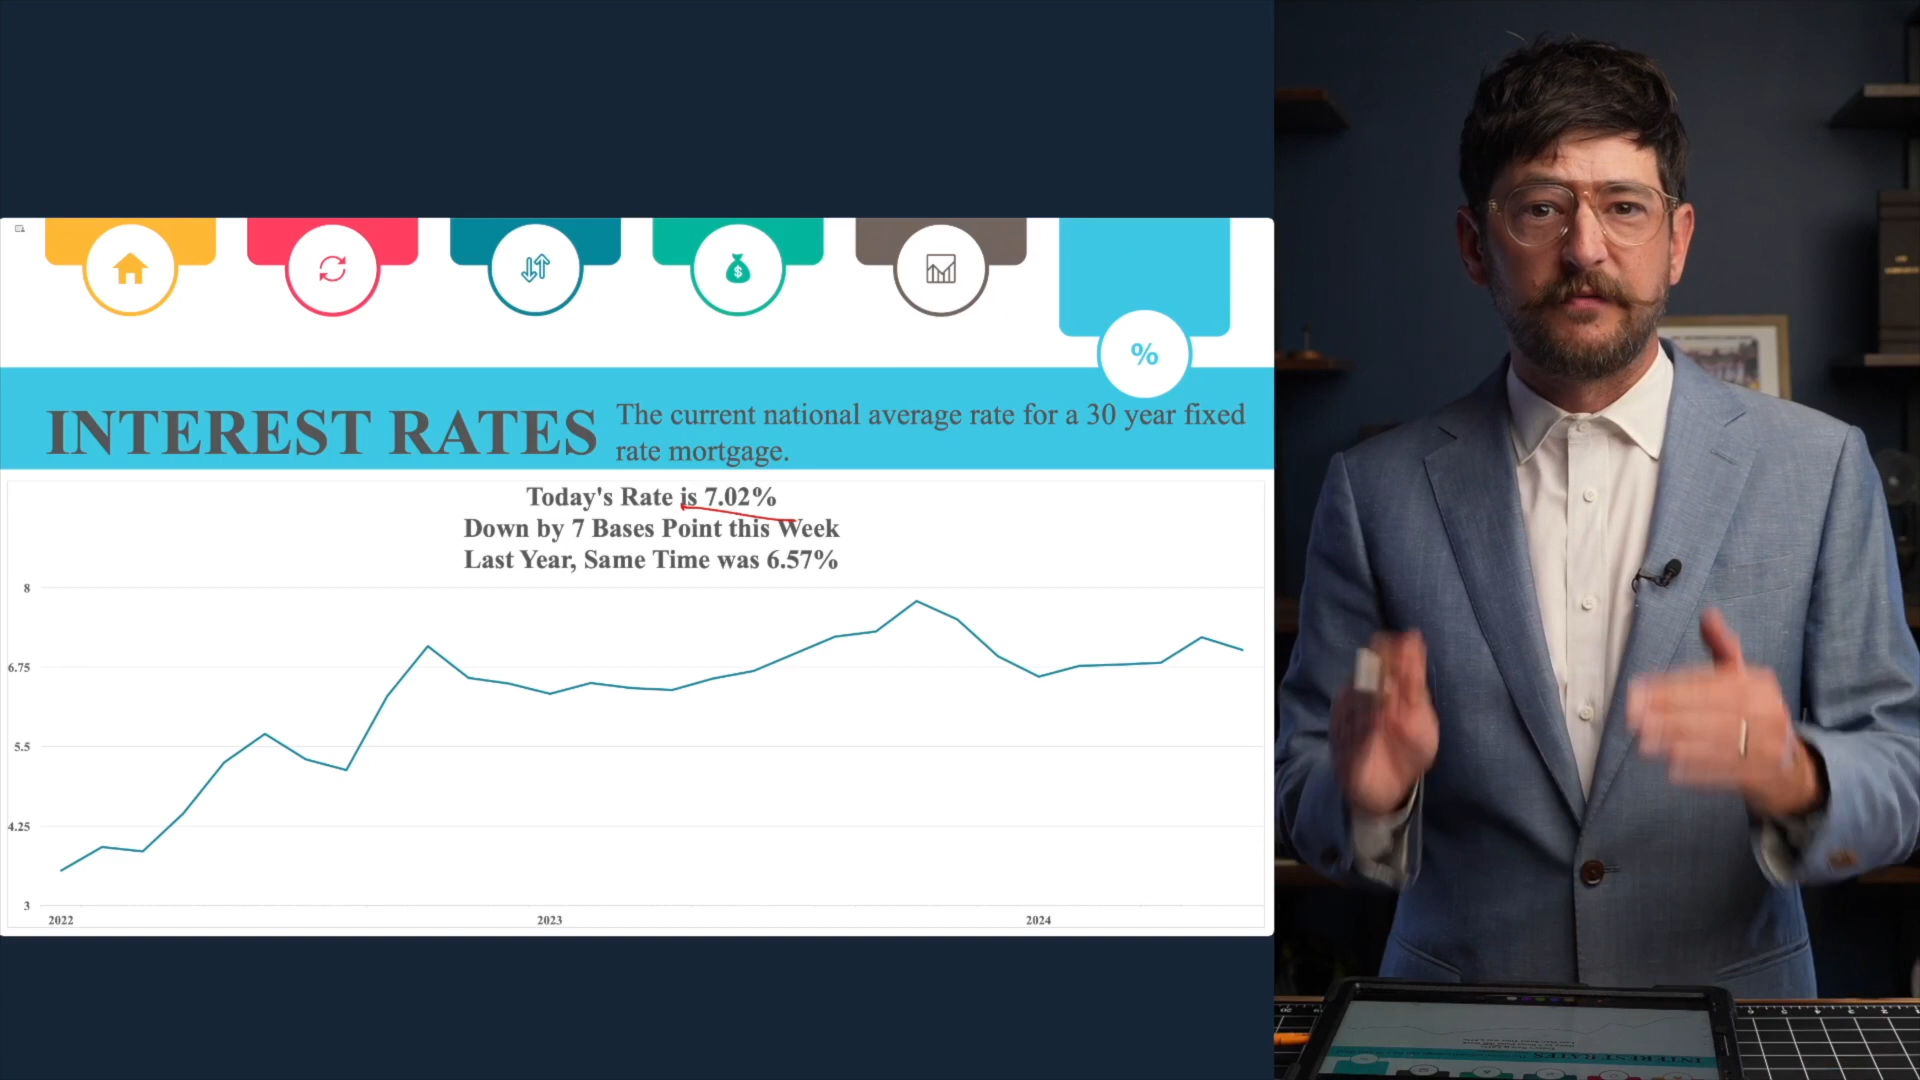 %
INTEREST RATES
The current national average rate for a 30 year fixed
rate mortgage.
Today's Rate is 7.02%
Down by 7 Bases Point this Week
Last Year, Same Time was 6.57%
8
6.75
5.5
4.25
3
2022
2023
2024
INTEREST RATES